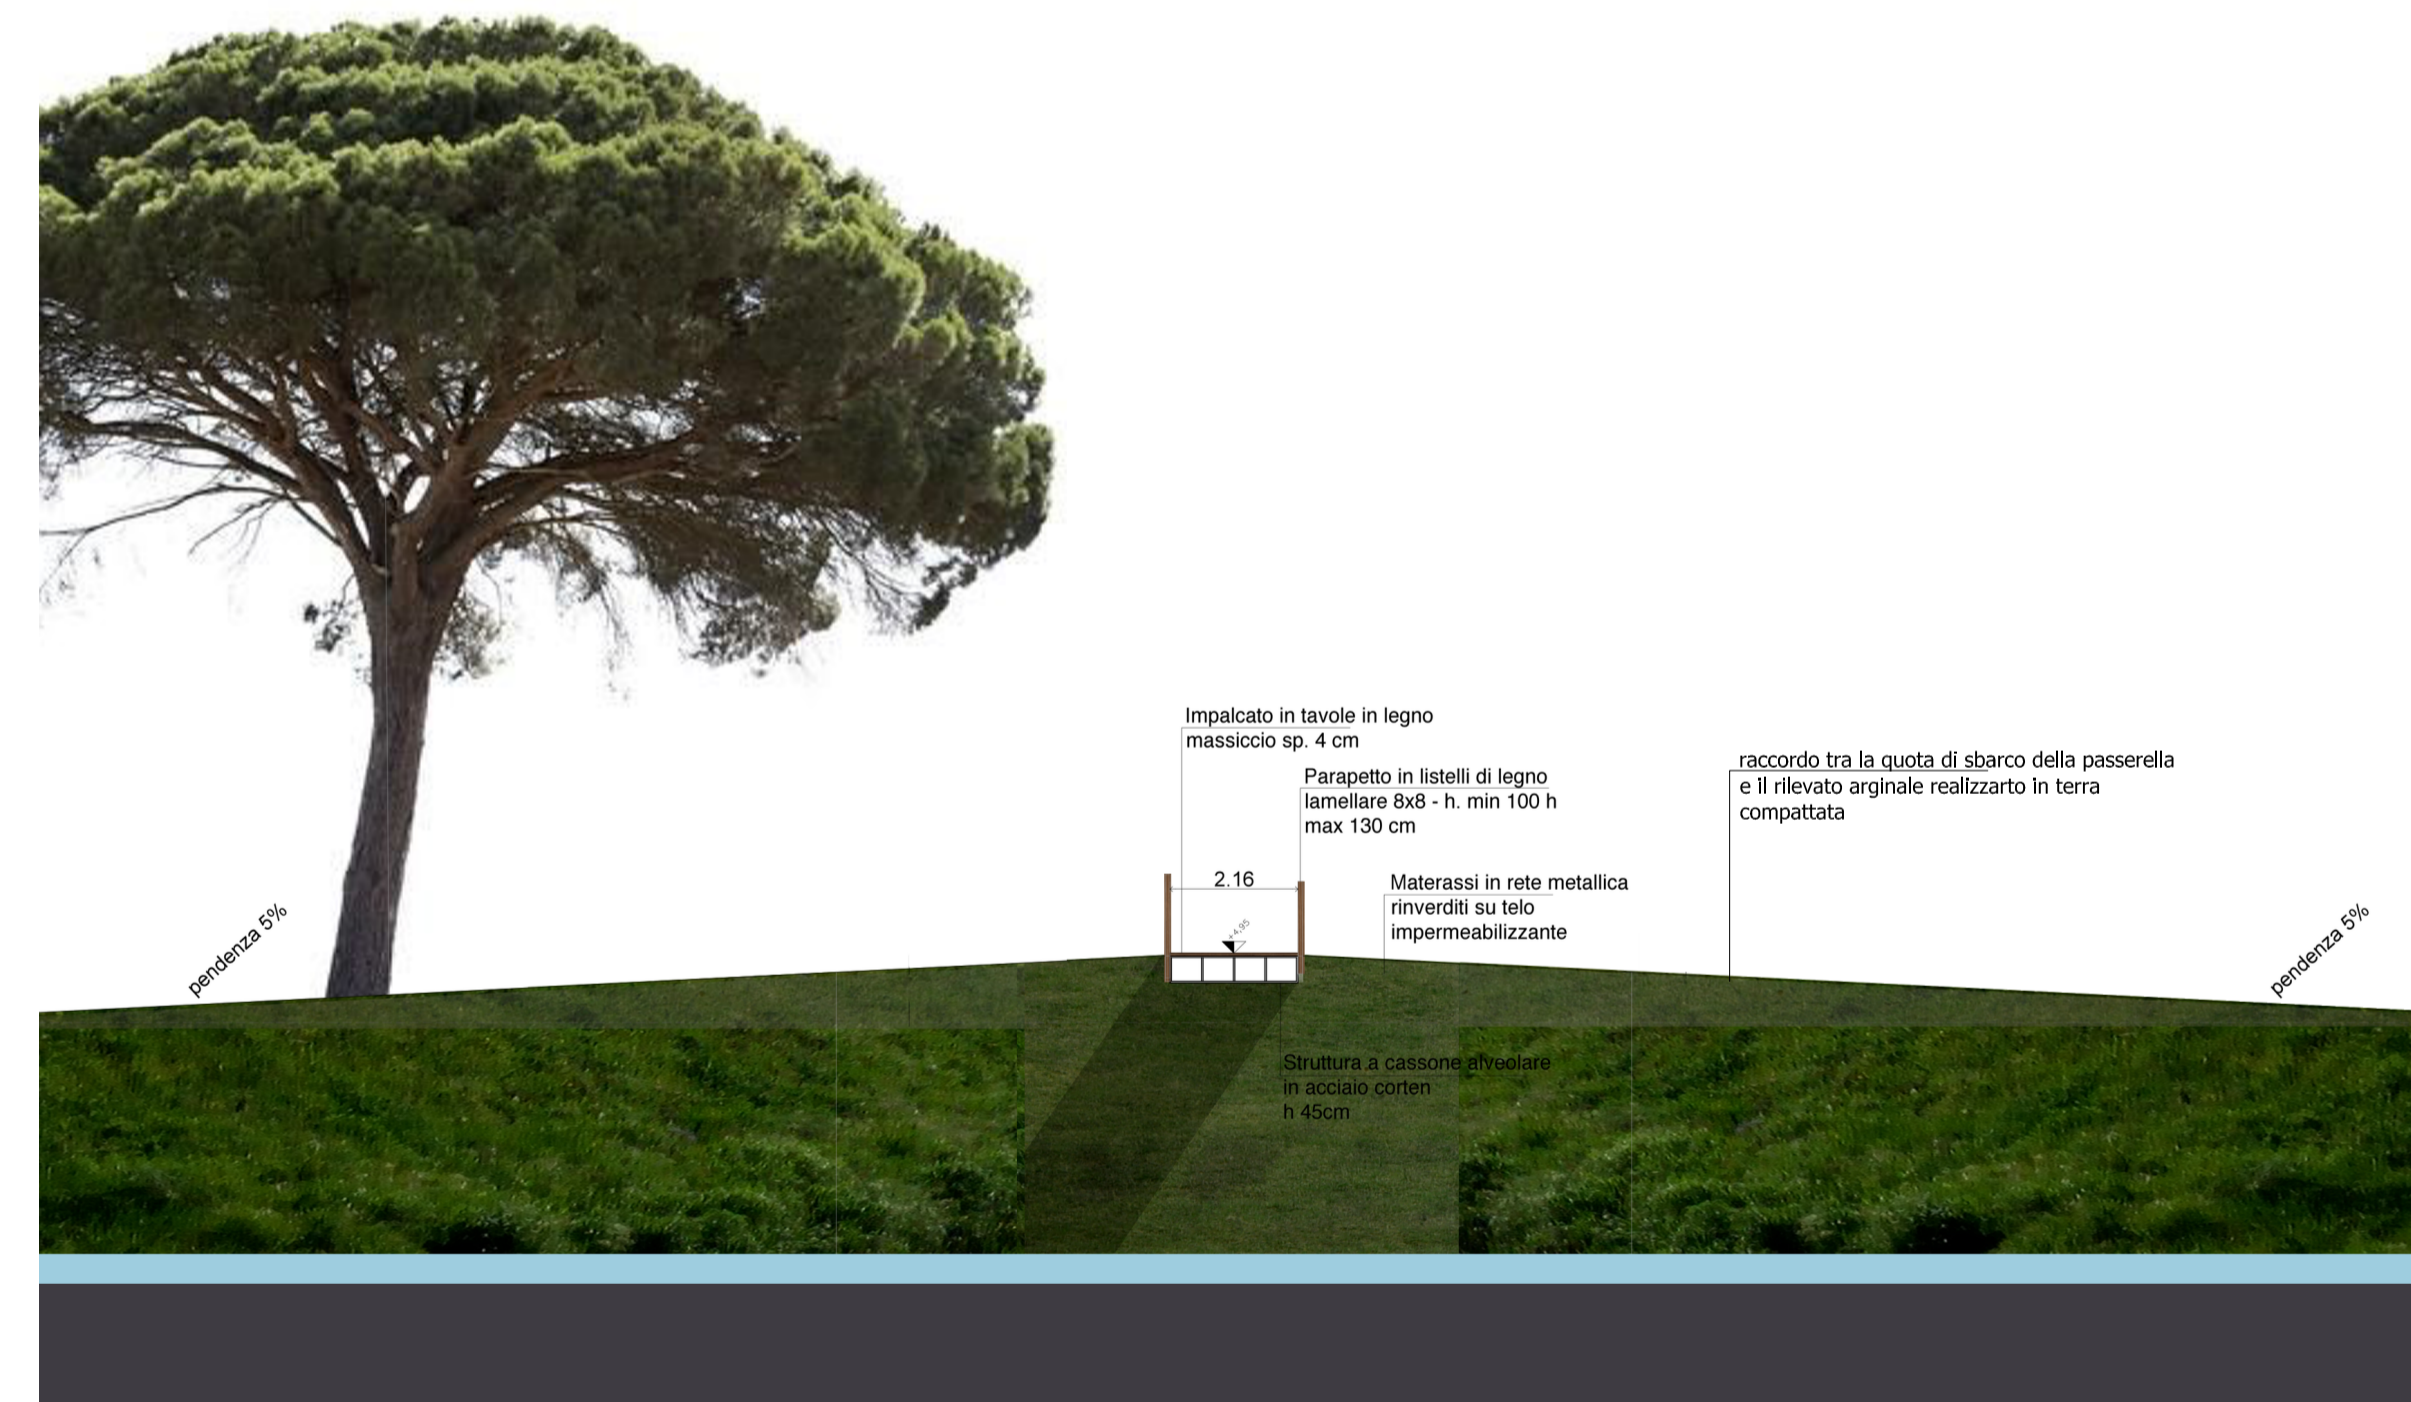 Impalcato in tavole in legno
massiccio sp. 4 cm
Parapetto in listelli di legno
lamellare 8x8 - h. min 100 h
max 130 cm
raccordo tra la quota di sbarco della passerella
e il rilevato arginale realizzarto in terra
compattata
2.16
Materassi in rete metallica
rinverditi su telo
impermeabilizzante
+4,95
pendenza 5%
pendenza 5%
Struttura a cassone alveolare
in acciaio corten
h 45cm